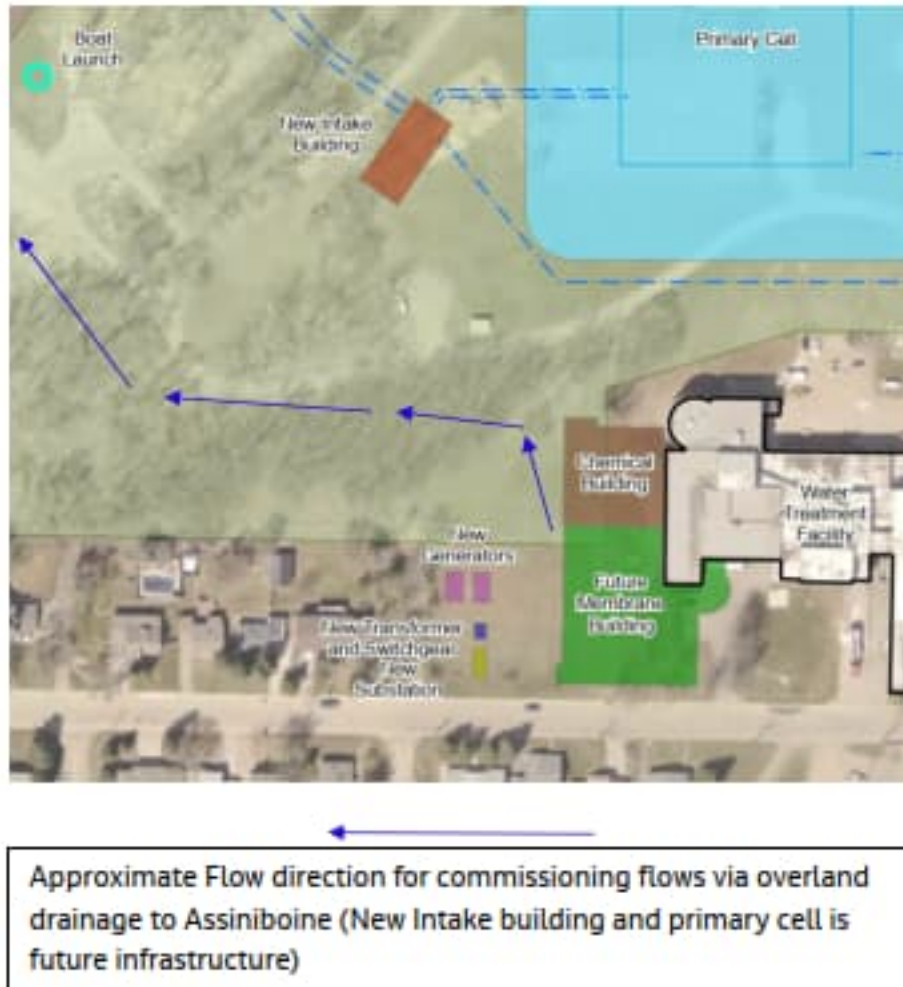 Boat
Launch
Primary Cell
New Intake
Building
Chemical
Building
Water
Treatment
Facility
New
Generators
Future
Membrane
Building
New Transformer
and Switchgear
New
Substation
Approximate Flow direction for commissioning flows via overland
drainage to Assiniboine (New Intake building and primary cell is
future infrastructure)